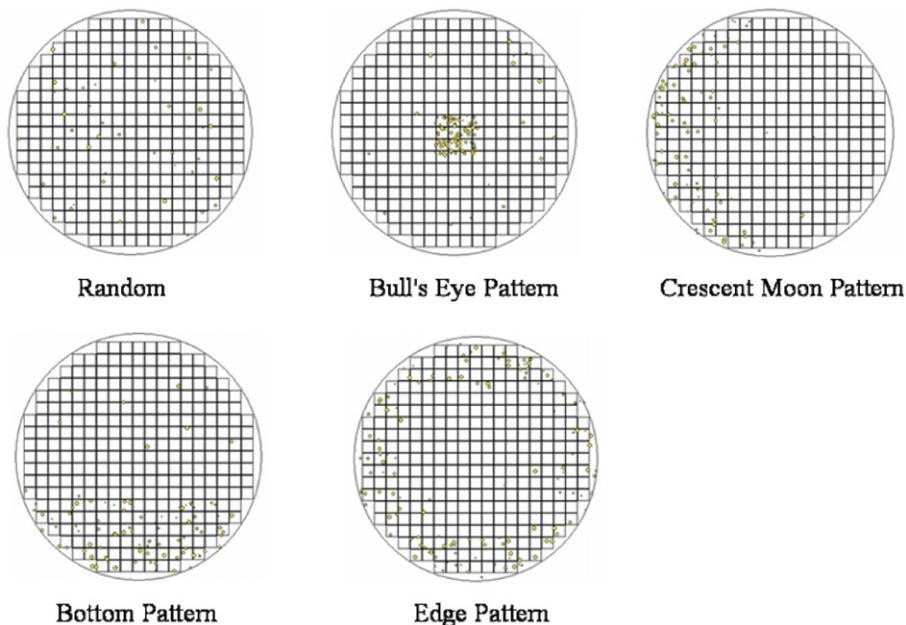 Random
Bull's Eye Pattern
Crescent Moon Pattern
Bottom Pattern
Edge Pattern